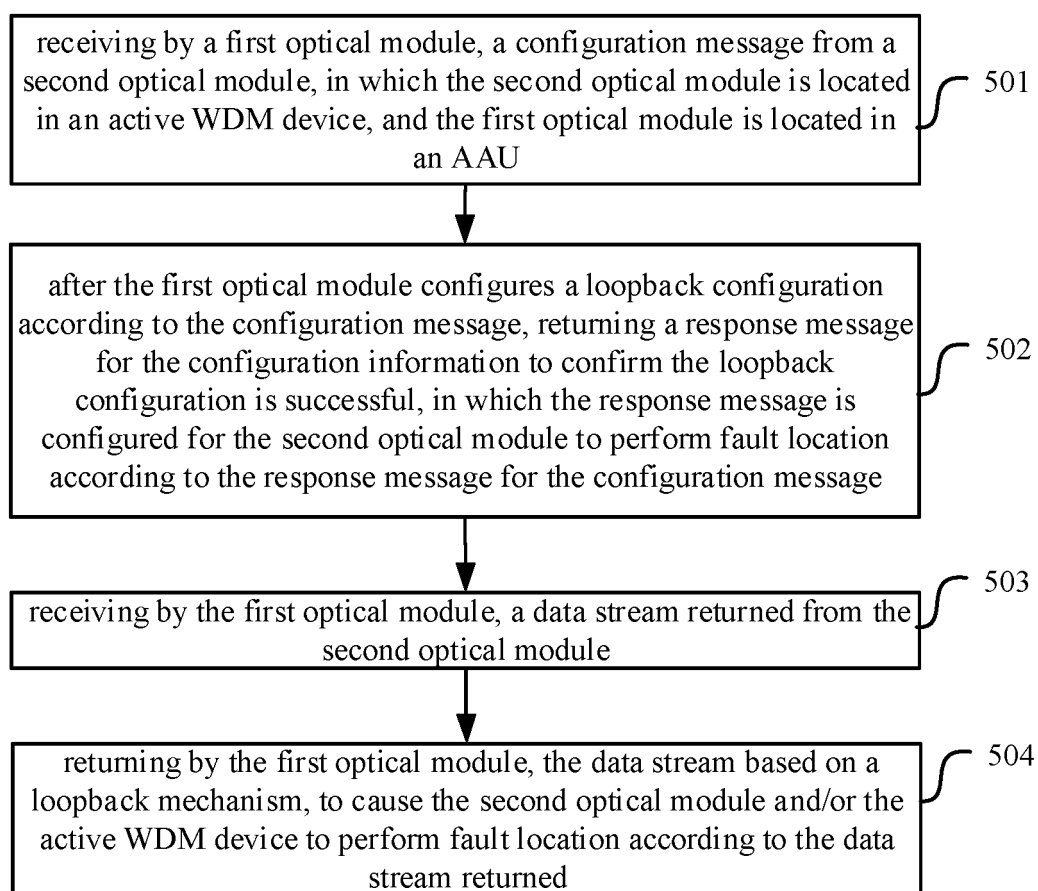 receiving by a first optical module, a configuration message from a
second optical module, in which the second optical module is located
in an active WDM device, and the first optical module is located in
an AAU
501
after the first optical module configures a loopback configuration
according to the configuration message, returning a response message
for the configuration information to confirm the loopback
configuration is successful, in which the response message is
configured for the second optical module to perform fault location
according to the response message for the configuration message
502
receiving by the first optical module, a data stream returned from the
second optical module
503
returning by the first optical module, the data stream based on a
loopback mechanism, to cause the second optical module and/or the
active WDM device to perform fault location according to the data
stream returned
504